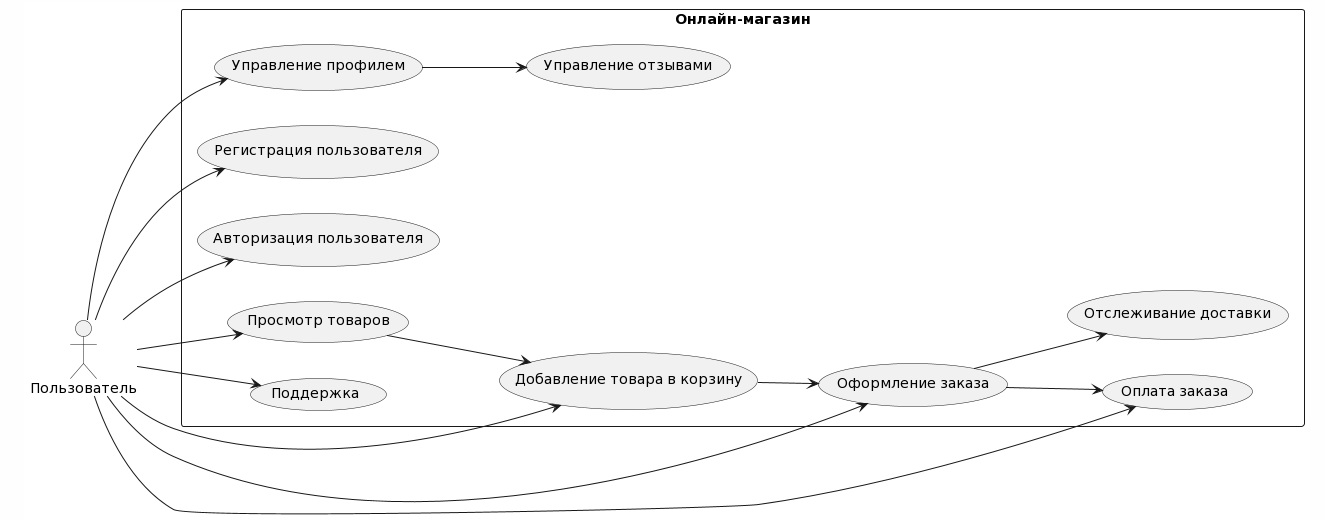 Онлайн-магазин
Управление профилем
Управление отзывами
Регистрация пользователя
Авторизация пользователя
Просмотр товаров
Отслеживание доставки
Добавление товара в корзину
Оформление заказа
Оплата заказа
Поддержка
Пользователь